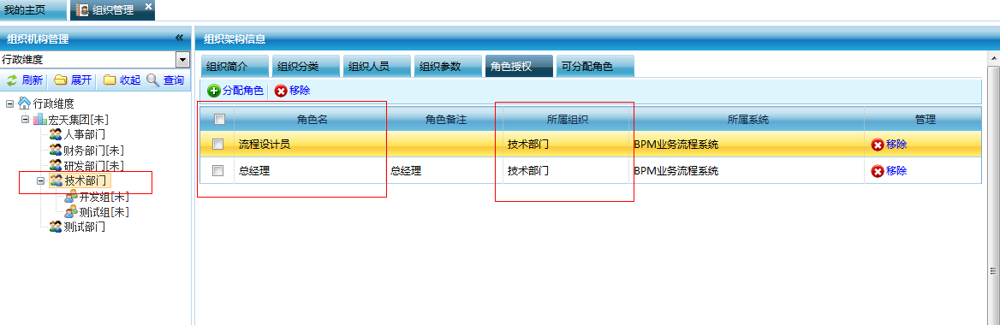 我的主页 组织管理
组织机构管理
行政维度
刷新 展开 收起 查询
行政维度
宏天集团[未]
人事部门
财务部门[未]
研发部门[未]
技术部门
开发组[未]
测试组[未]
测试部门
组织架构信息
组织简介 组织分类 组织人员 组织参数 角色授权 可分配角色
分配角色 移除
角色名 角色备注 所属组织 所属系统 管理
流程设计员 技术部门 BPM业务流程系统 移除
总经理 总经理 技术部门 BPM业务流程系统 移除